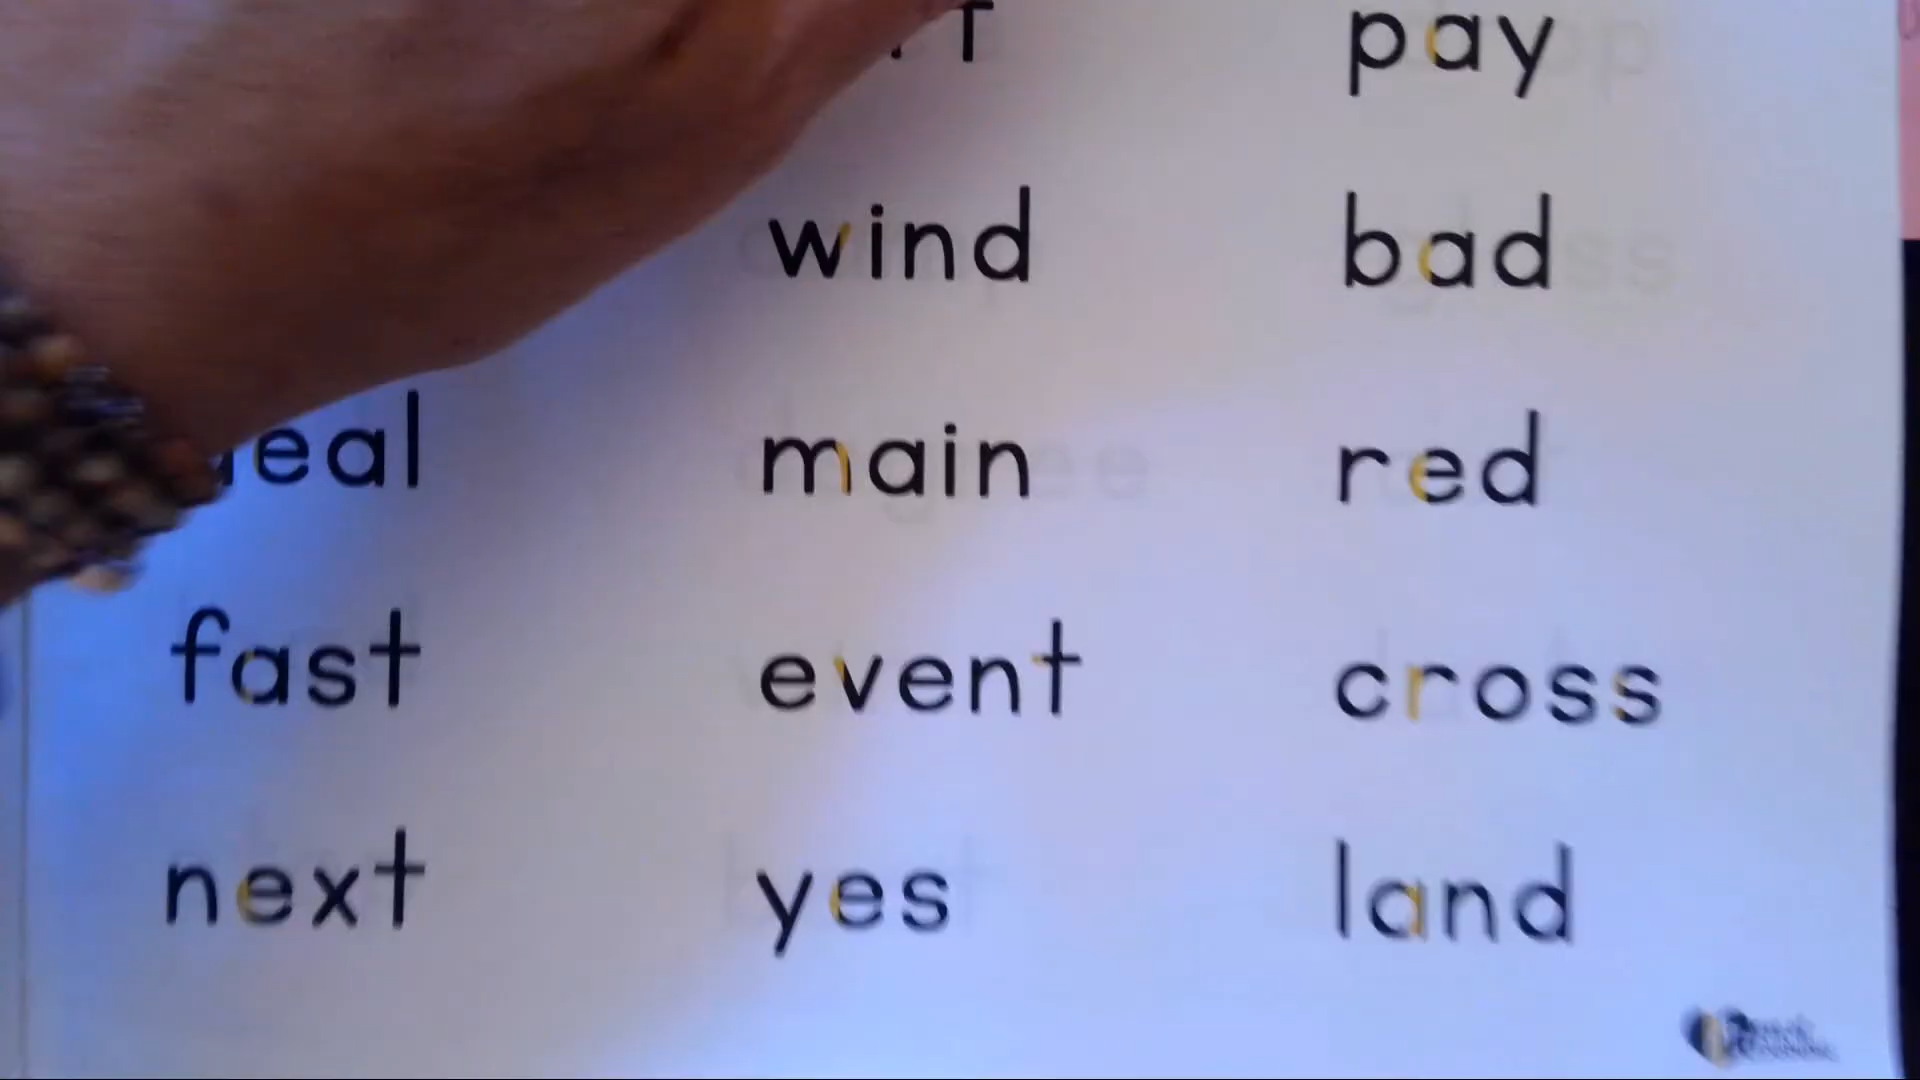 pay
wind bad
main red
fast event cross
next yes land